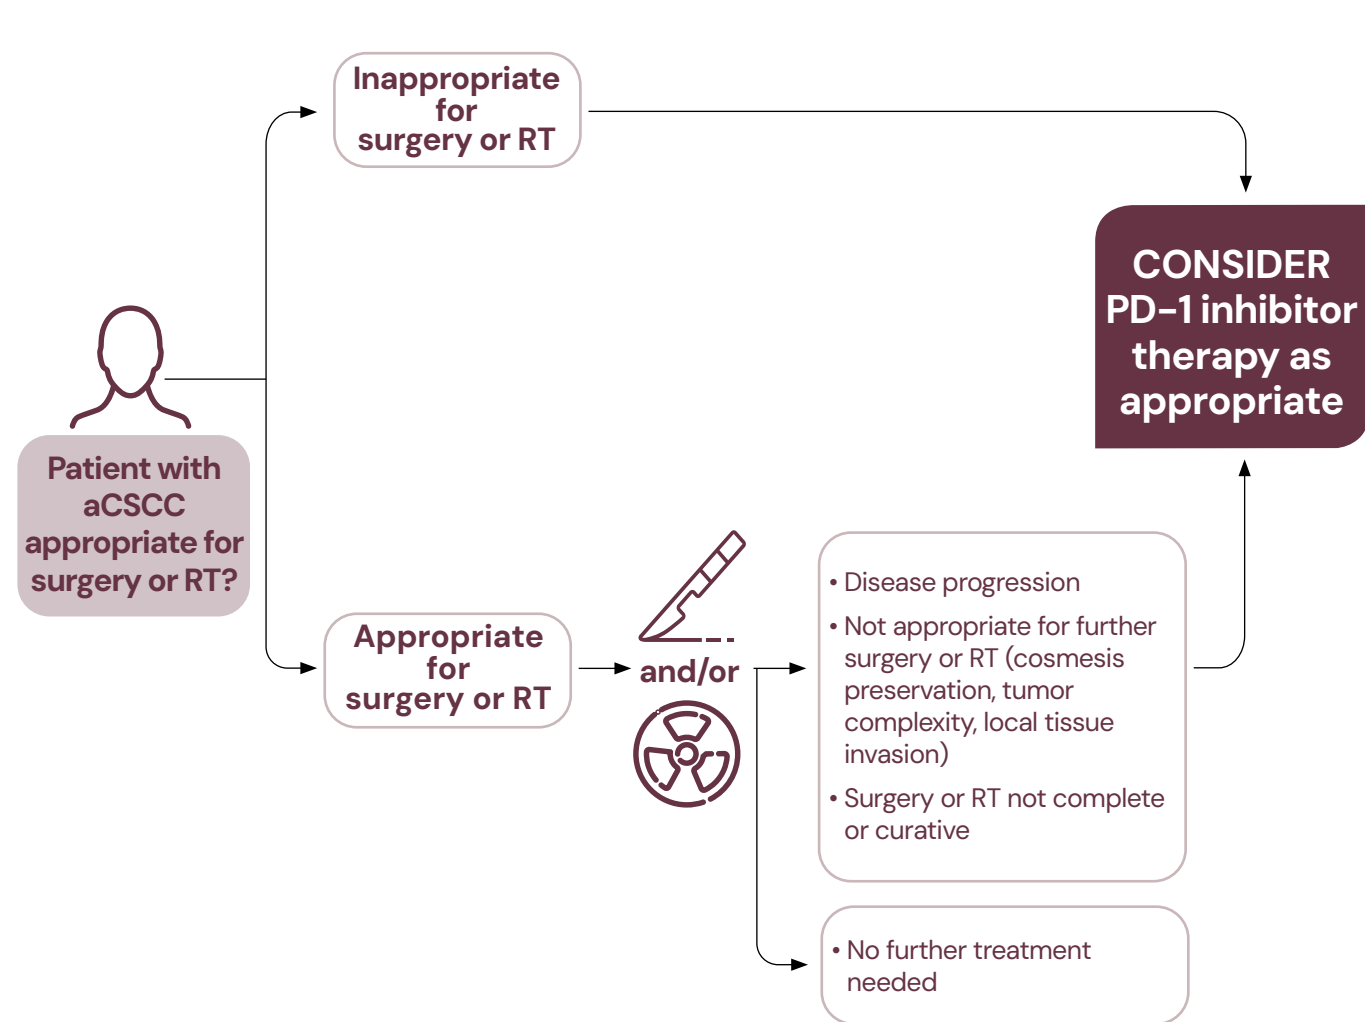 Inappropriate
for
surgery or RT
CONSIDER
PD-1 inhibitor
therapy as
appropriate
Patient with
aCSCC
appropriate for
surgery or RT?
Appropriate
for
surgery or RT
and/or
• Disease progression
• Not appropriate for further
surgery or RT (cosmesis
preservation, tumor
complexity, local tissue
invasion)
• Surgery or RT not complete
or curative
• No further treatment
needed